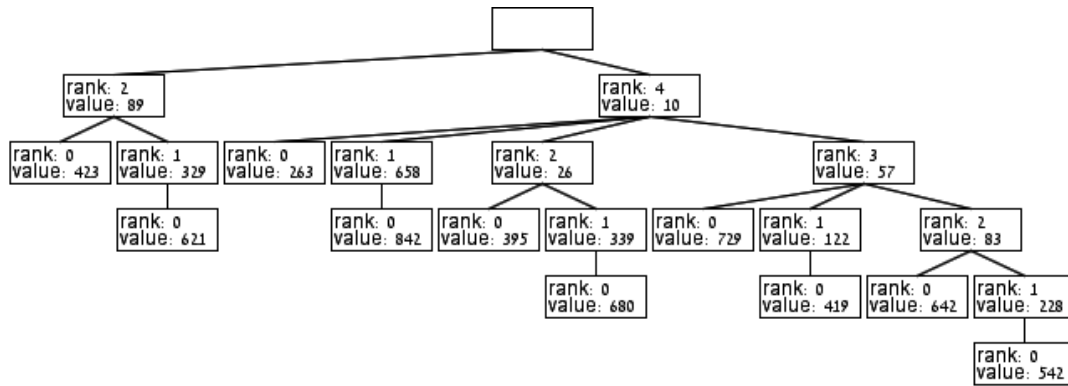 rank: 2
value: 89
rank: 4
value: 10
rank: 0
value: 423
rank: 1
value: 329
rank: 0
value: 263
rank: 1
value: 658
rank: 2
value: 26
rank: 3
value: 57
rank: 0
value: 621
rank: 0
value: 842
rank: 0
value: 395
rank: 1
value: 339
rank: 0
value: 729
rank: 1
value: 122
rank: 2
value: 83
rank: 0
value: 680
rank: 0
value: 419
rank: 0
value: 642
rank: 1
value: 228
rank: 0
value: 542